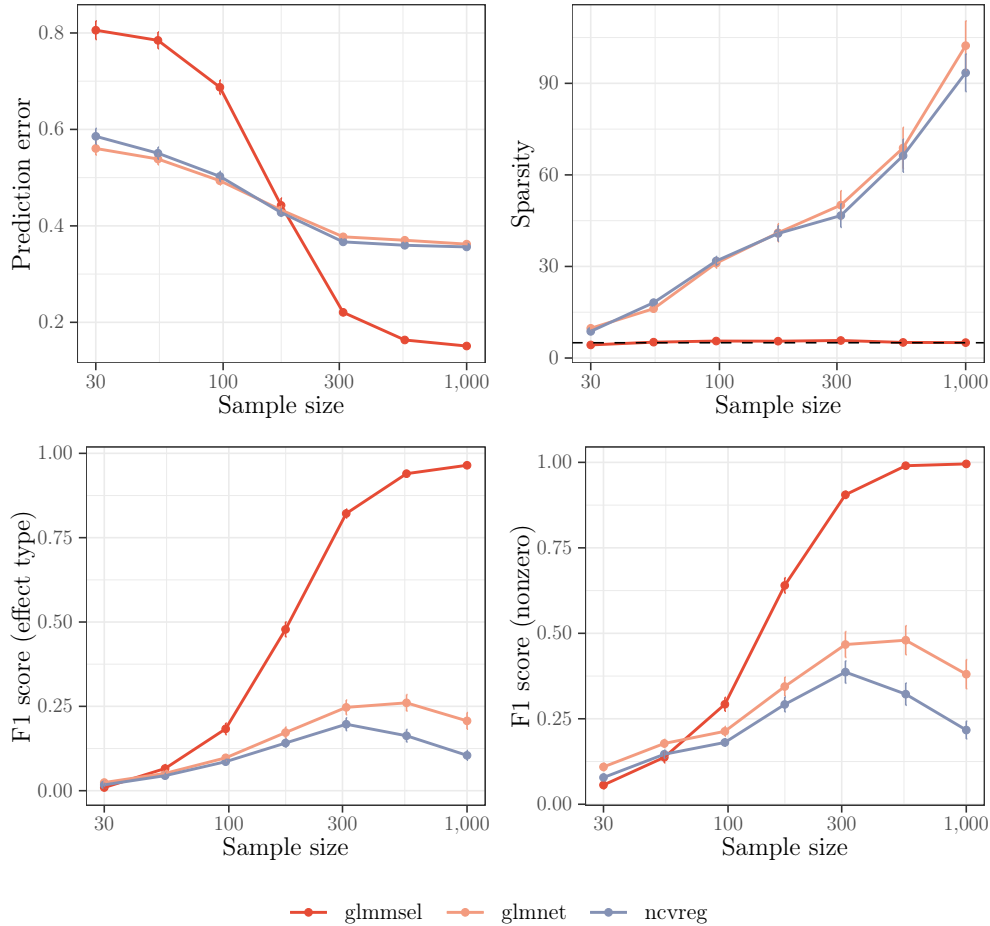 Prediction error
0.8
0.6
0.4
0.2
30 100 300 1,000
Sample size
Sparsity
90
60
30
0
30 100 300 1,000
Sample size
F1 score (effect type)
1.00
0.75
0.50
0.25
0.00
30 100 300 1,000
Sample size
F1 score (nonzero)
1.00
0.75
0.50
0.25
0.00
30 100 300 1,000
Sample size
glmmsel glmnet ncvreg